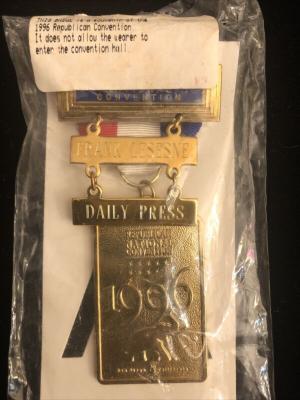 This badge is a souvenir of the
1996 Republican Convention
It does not allow the wearer to
enter the convention hall.
CONVENTION
FRANK LESESNE
DAILY PRESS
REPUBLICAN
NATIONAL
CONVENTION
1996